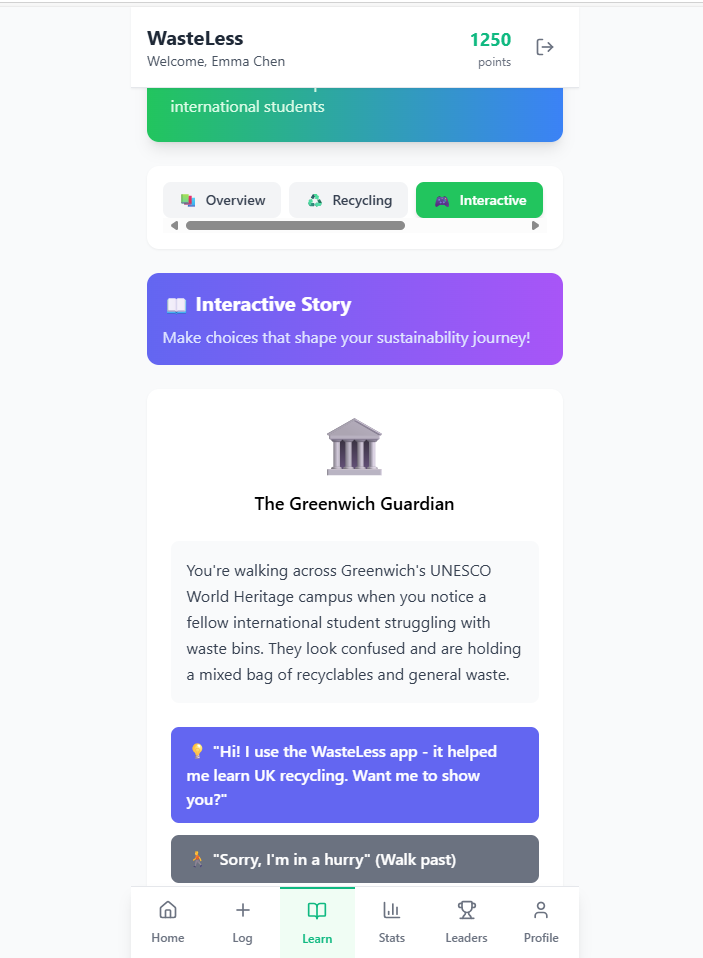 WasteLess
Welcome, Emma Chen
1250
points
international students
Overview
Recycling
Interactive
Interactive Story
Make choices that shape your sustainability journey!
The Greenwich Guardian
You're walking across Greenwich's UNESCO
World Heritage campus when you notice a
fellow international student struggling with
waste bins. They look confused and are holding
a mixed bag of recyclables and general waste.
"Hi! I use the WasteLess app - it helped
me learn UK recycling. Want me to show
you?"
"Sorry, I'm in a hurry" (Walk past)
Home
Log
Learn
Stats
Leaders
Profile